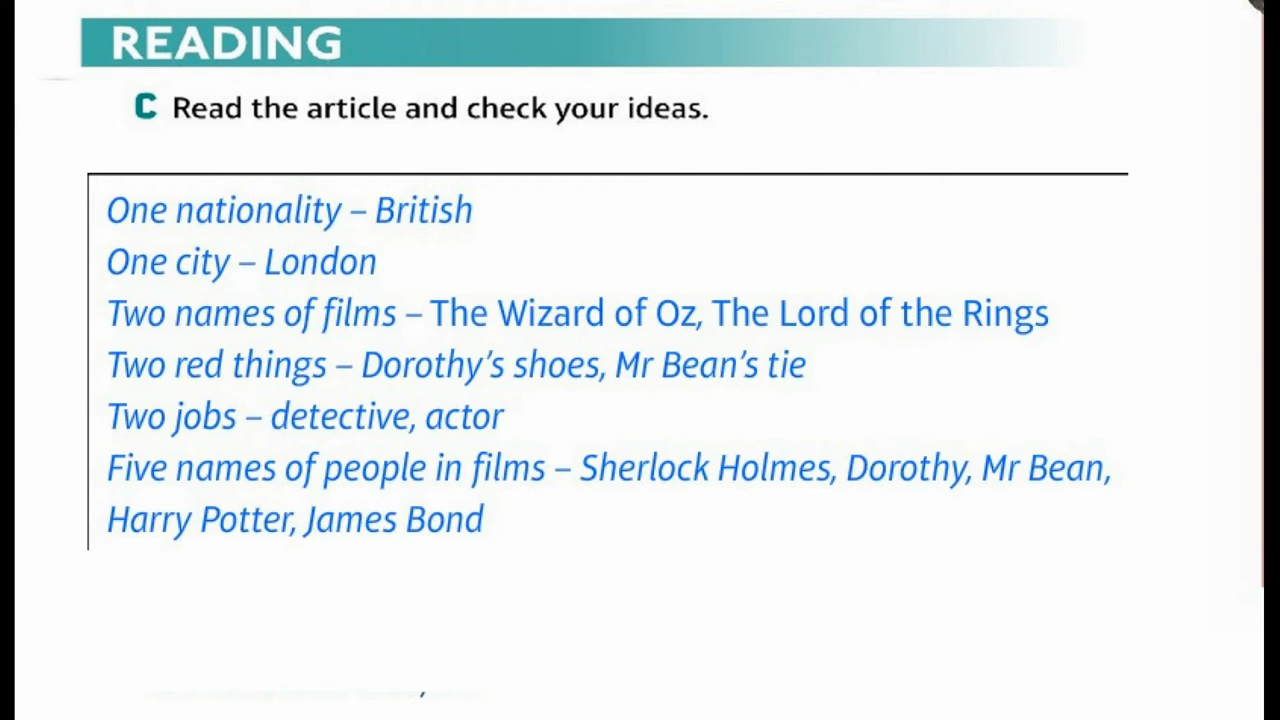 READING
C Read the article and check your ideas.
One nationality – British
One city – London
Two names of films – The Wizard of Oz, The Lord of the Rings
Two red things – Dorothy’s shoes, Mr Bean’s tie
Two jobs – detective, actor
Five names of people in films – Sherlock Holmes, Dorothy, Mr Bean,
Harry Potter, James Bond